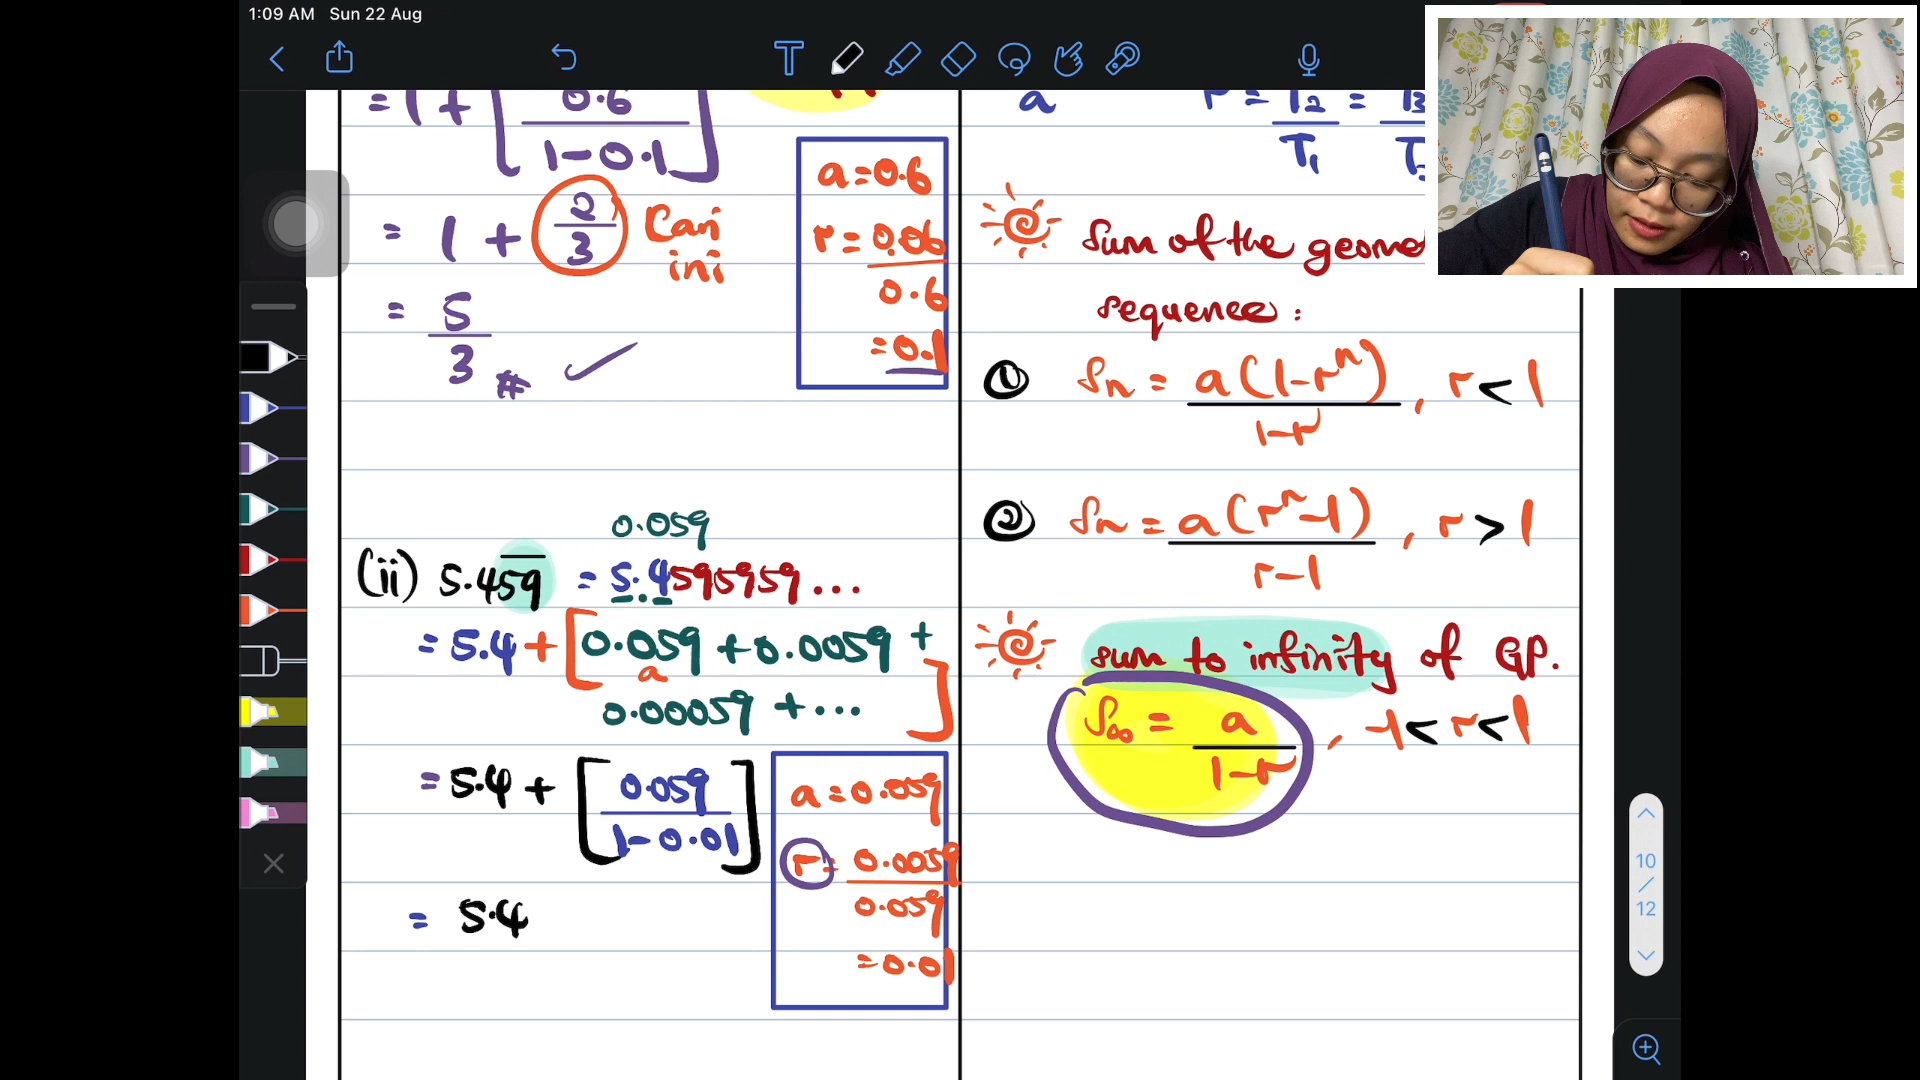 1:09 AM Sun 22 Aug
= 1 + [ 0.6 / 1-0.1 ]
= 1 + 2/3 Cari ini
= 5/3 # ✓
a = 0.6
r = 0.06 / 0.6
= 0.1
0.059
(ii) 5.45̅9̅ = 5.4595959...
= 5.4 + [0.059 + 0.0059 +
a
0.00059 + ... ]
= 5.4 + [ 0.059 / 1-0.01 ]
= 5.4
a = 0.059
r = 0.0059 / 0.059
= 0.01
a
r = T2 / T1 =
sum of the geome
sequence :
① Sn = a(1-rⁿ) / 1-r , r < 1
② Sn = a(rⁿ-1) / r-1 , r > 1
sum to infinity of GP.
S∞ = a / 1-r , -1 < r < 1
10
/
12